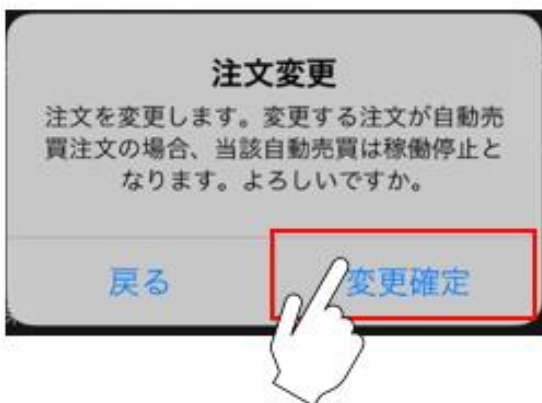 注文変更
注文を変更します。変更する注文が自動売
買注文の場合、当該自動売買は稼働停止と
なります。よろしいですか。
戻る
変更確定